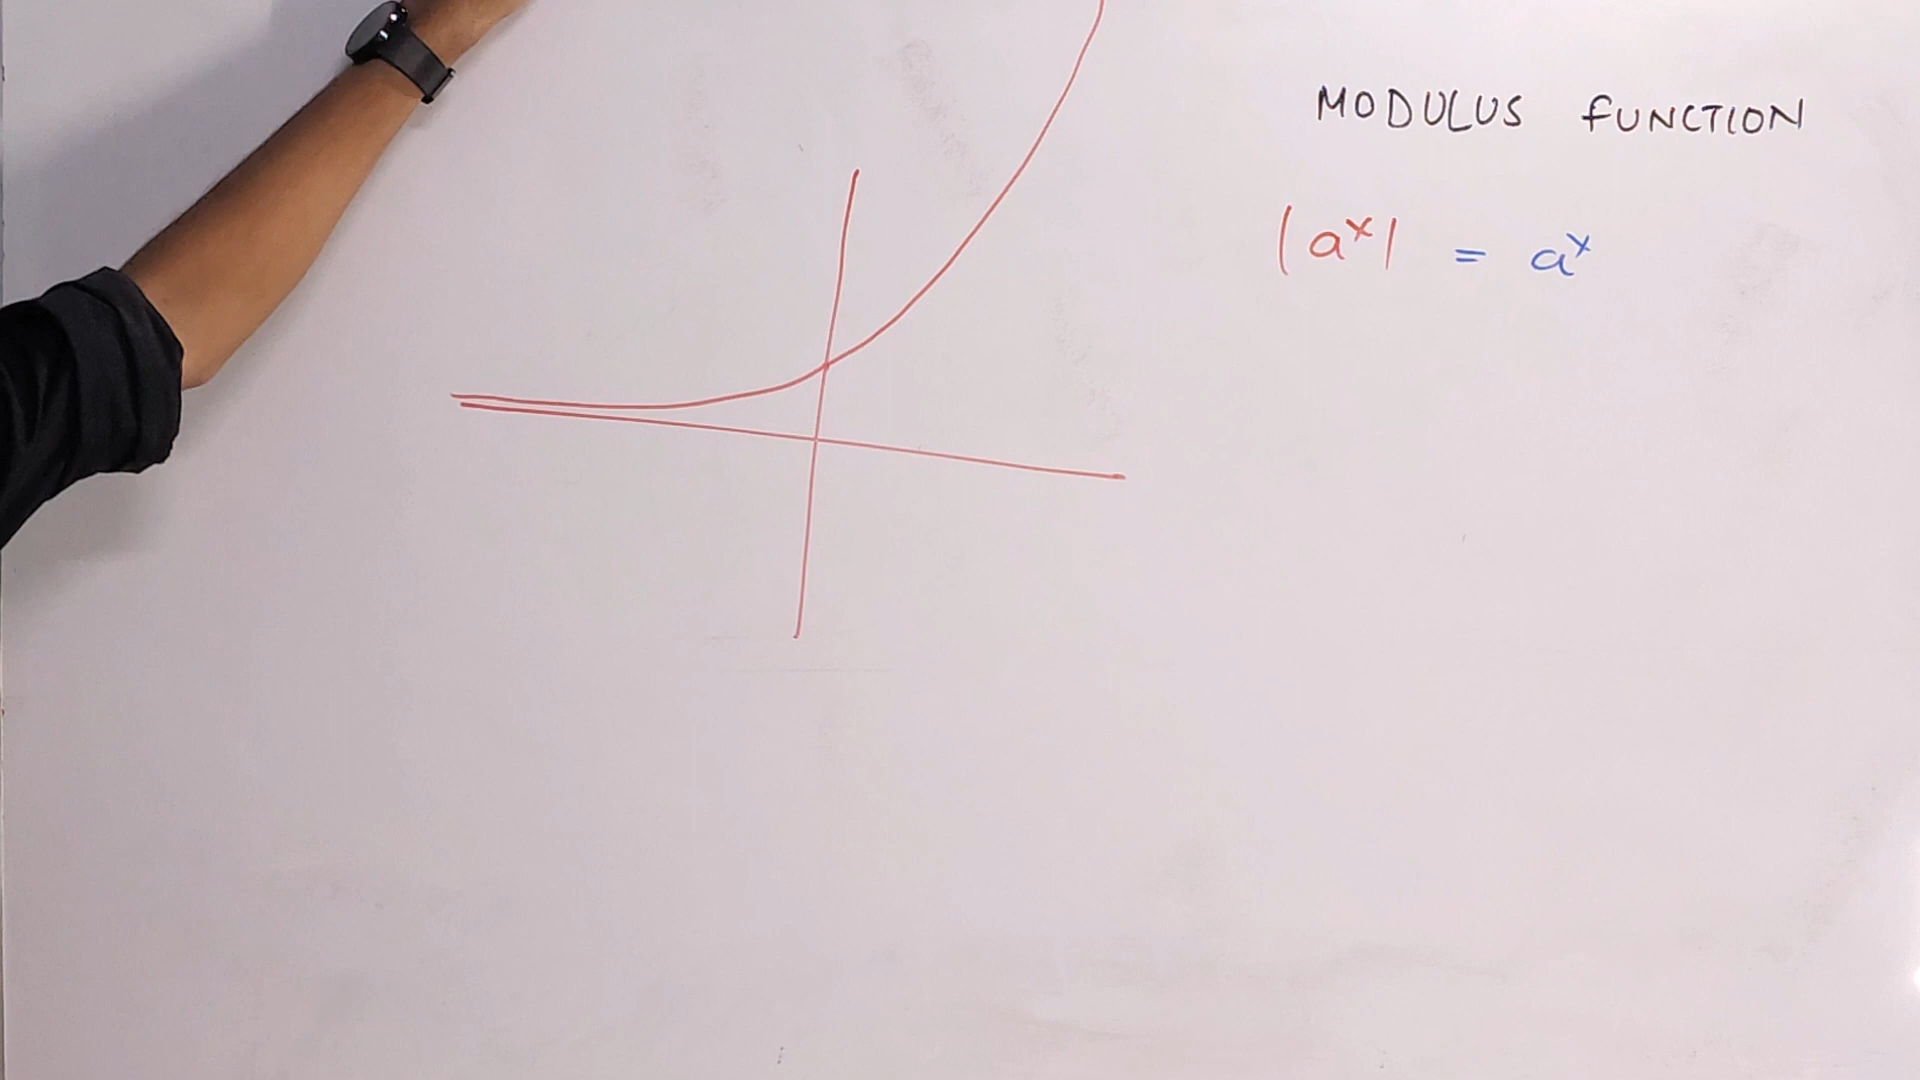 MODULUS FUNCTION
|a^x| = a^x